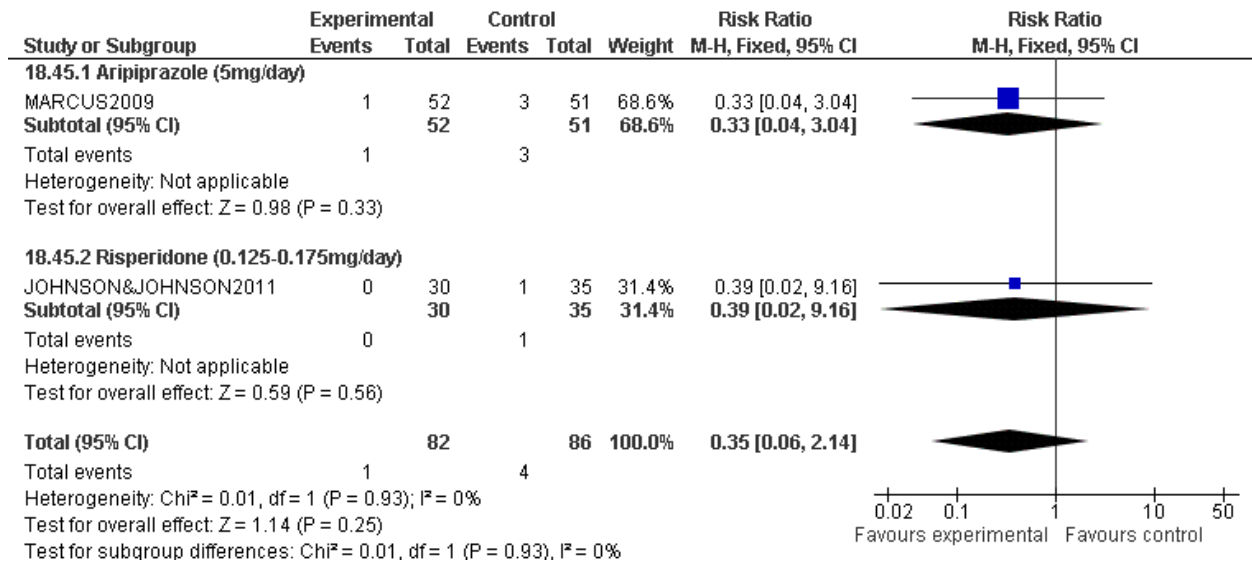 Experimental Control Risk Ratio Risk Ratio
Study or Subgroup Events Total Events Total Weight M-H, Fixed, 95% CI M-H, Fixed, 95% CI
18.45.1 Aripiprazole (5mg/day)
MARCUS2009 1 52 3 51 68.6% 0.33 [0.04, 3.04]
Subtotal (95% CI) 52 51 68.6% 0.33 [0.04, 3.04]
Total events 1 3
Heterogeneity: Not applicable
Test for overall effect: Z = 0.98 (P = 0.33)
18.45.2 Risperidone (0.125-0.175mg/day)
JOHNSON&JOHNSON2011 0 30 1 35 31.4% 0.39 [0.02, 9.16]
Subtotal (95% CI) 30 35 31.4% 0.39 [0.02, 9.16]
Total events 0 1
Heterogeneity: Not applicable
Test for overall effect: Z = 0.59 (P = 0.56)
Total (95% CI) 82 86 100.0% 0.35 [0.06, 2.14]
Total events 1 4
Heterogeneity: Chi² = 0.01, df = 1 (P = 0.93); I² = 0%
Test for overall effect: Z = 1.14 (P = 0.25)
Test for subgroup differences: Chi² = 0.01, df = 1 (P = 0.93), I² = 0%
0.02 0.1 1 10 50
Favours experimental Favours control